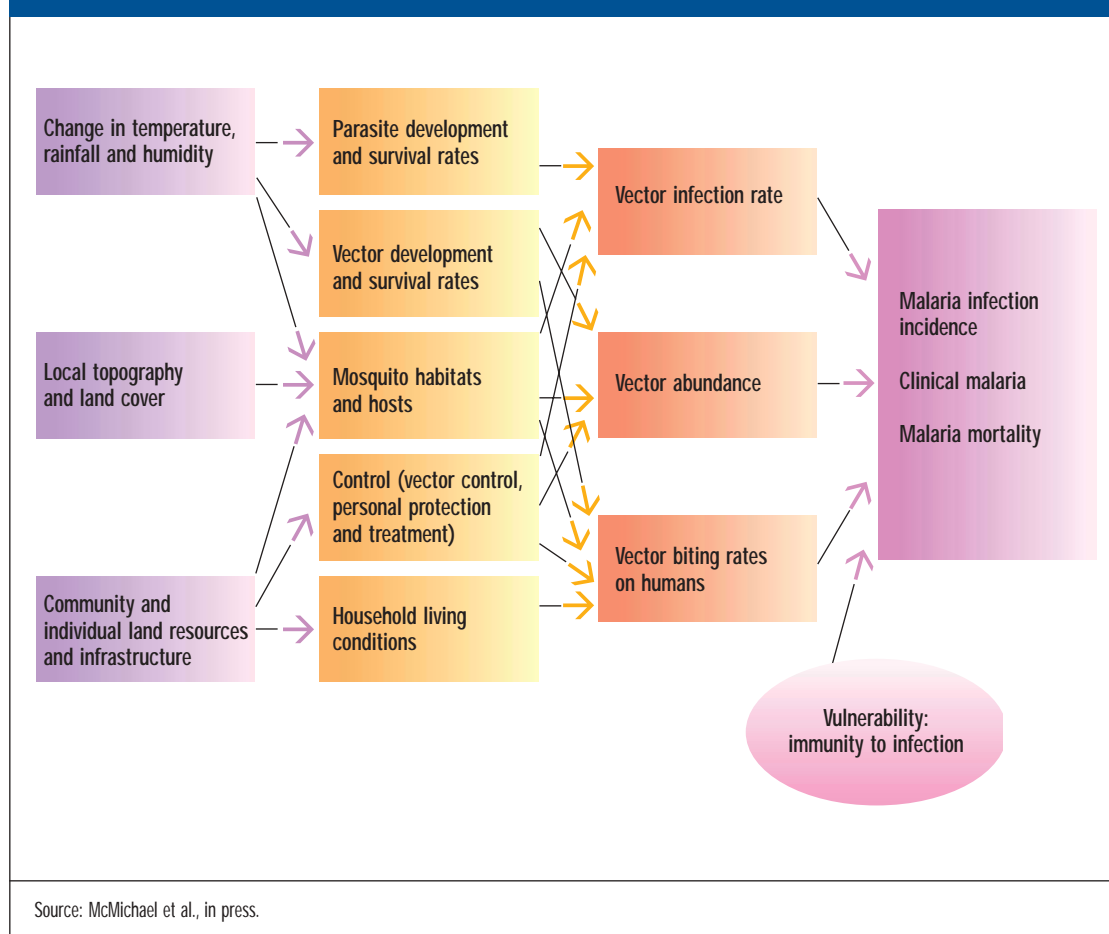 Change in temperature,
rainfall and humidity
Local topography
and land cover
Community and
individual land resources
and infrastructure
Parasite development
and survival rates
Vector development
and survival rates
Mosquito habitats
and hosts
Control (vector control,
personal protection
and treatment)
Household living
conditions
Vector infection rate
Vector abundance
Vector biting rates
on humans
Malaria infection
incidence
Clinical malaria
Malaria mortality
Vulnerability:
immunity to infection
Source: McMichael et al., in press.